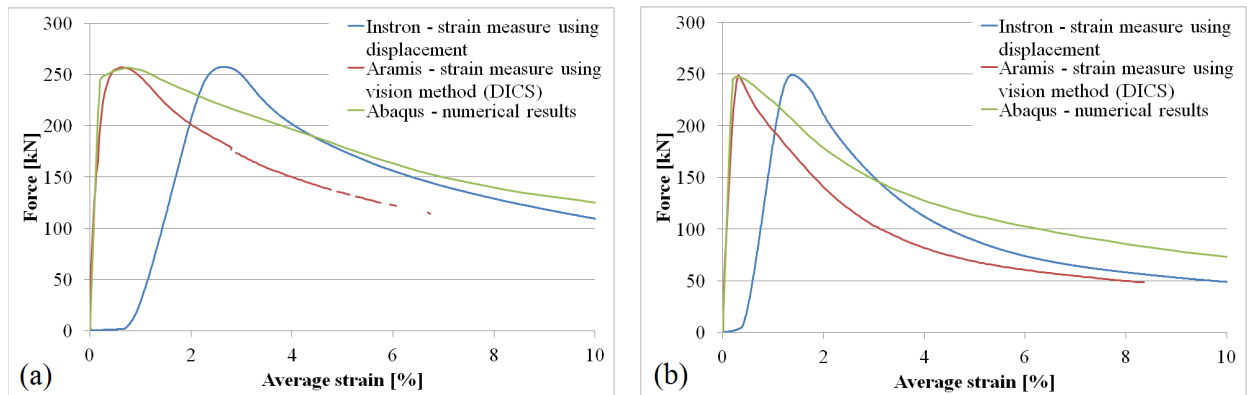 300
250
200
150
100
50
0
Force [kN]
Instron - strain measure using
displacement
Aramis - strain measure using
vision method (DICS)
Abaqus - numerical results
0 2 4 6 8 10
Average strain [%]
(a)
300
250
200
150
100
50
0
Force [kN]
Instron - strain measure using
displacement
Aramis - strain measure using
vision method (DICS)
Abaqus - numerical results
0 2 4 6 8 10
Average strain [%]
(b)